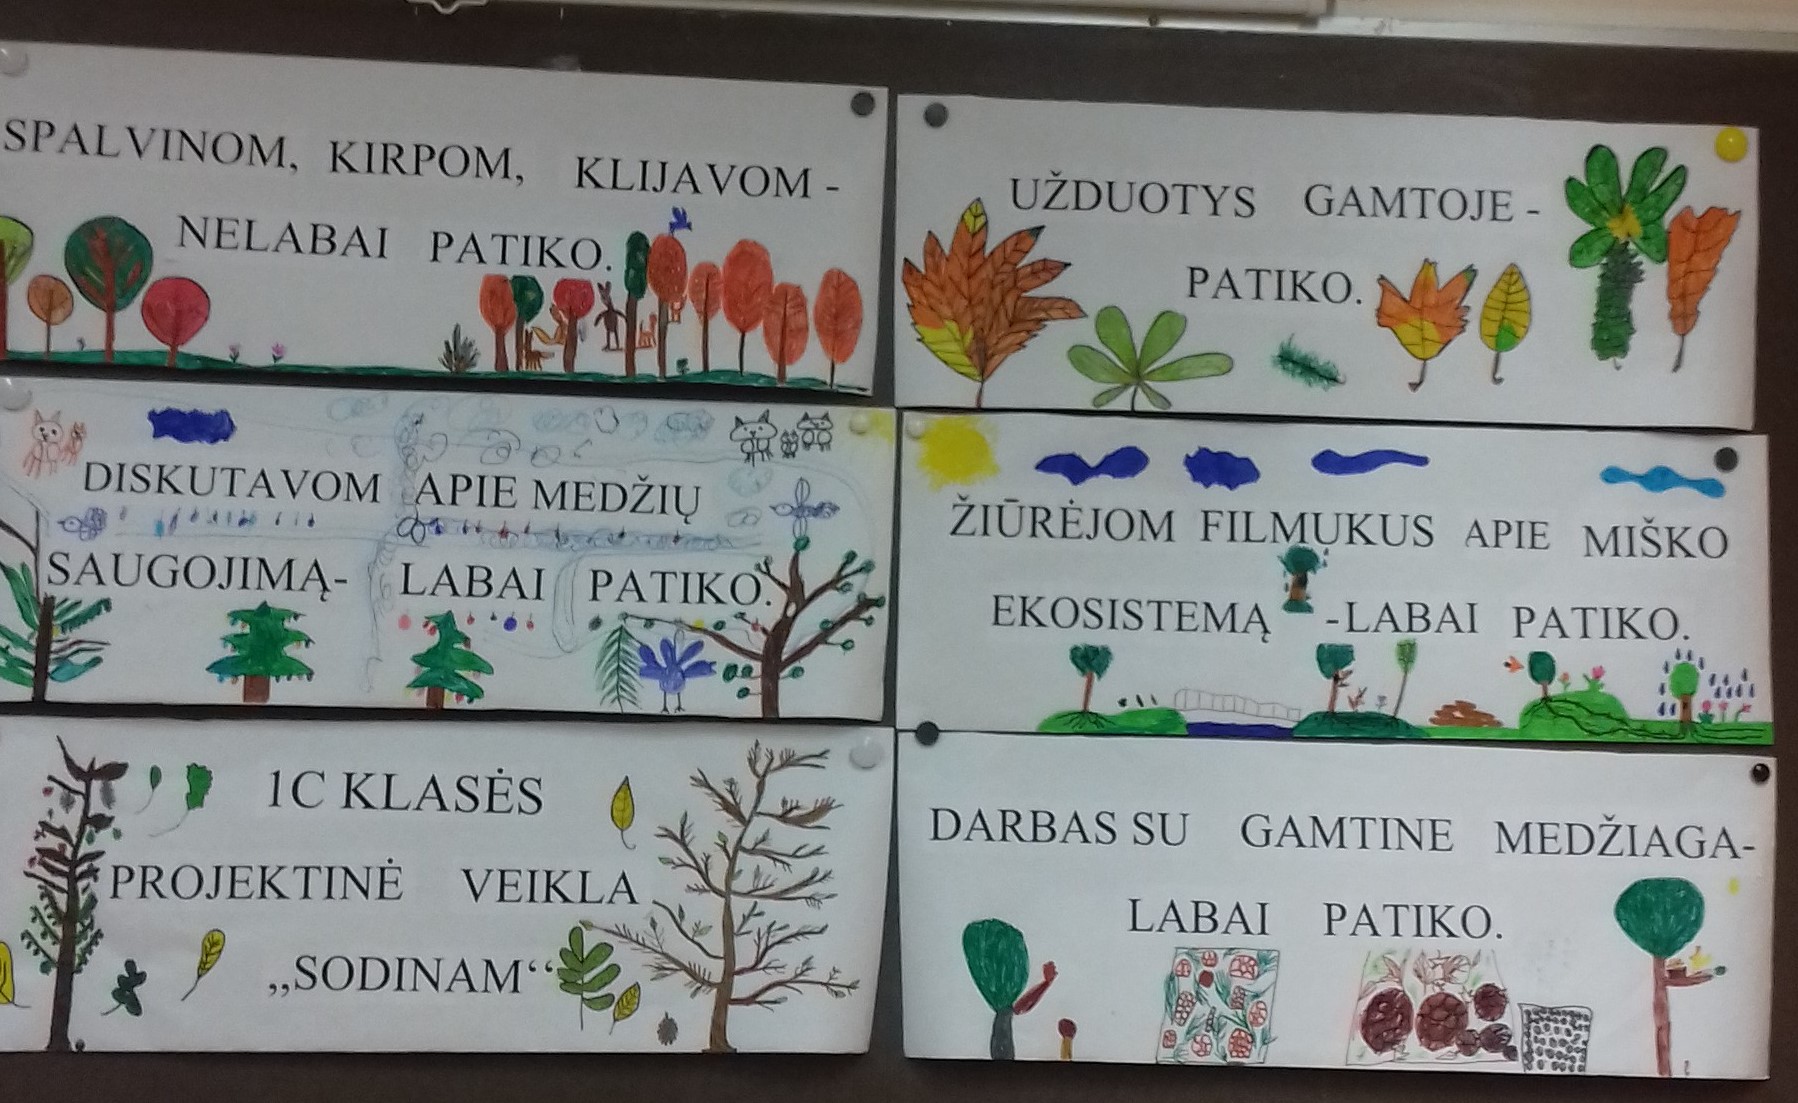 SPALVINOM, KIRPOM, KLIJAVOM -
NELABAI PATIKO.
UŽDUOTYS GAMTOJE -
PATIKO.
DISKUTAVOM APIE MEDŽIŲ
SAUGOJIMĄ- LABAI PATIKO.
ŽIŪRĖJOM FILMUKUS APIE MIŠKO
EKOSISTEMĄ -LABAI PATIKO.
1C KLASĖS
PROJEKTINĖ VEIKLA
„SODINAM“
DARBAS SU GAMTINE MEDŽIAGA-
LABAI PATIKO.